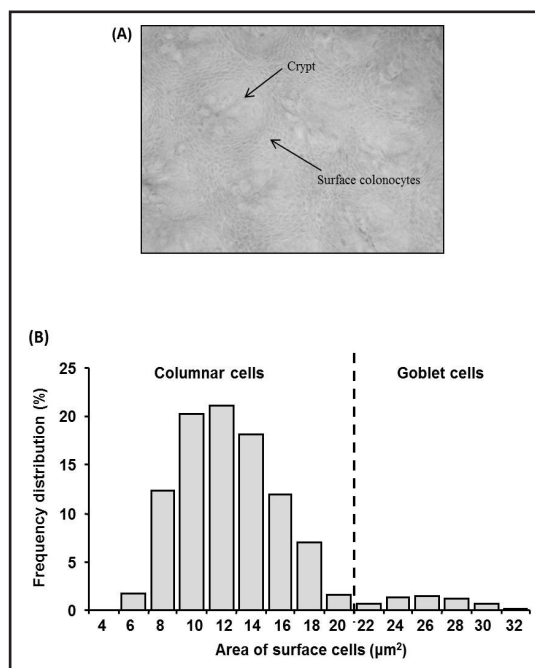 (A)
Crypt
Surface colonocytes
(B)
Columnar cells
Goblet cells
25
20
15
10
5
0
Frequency distribution (%)
4 6 8 10 12 14 16 18 20 22 24 26 28 30 32
Area of surface cells (µm²)